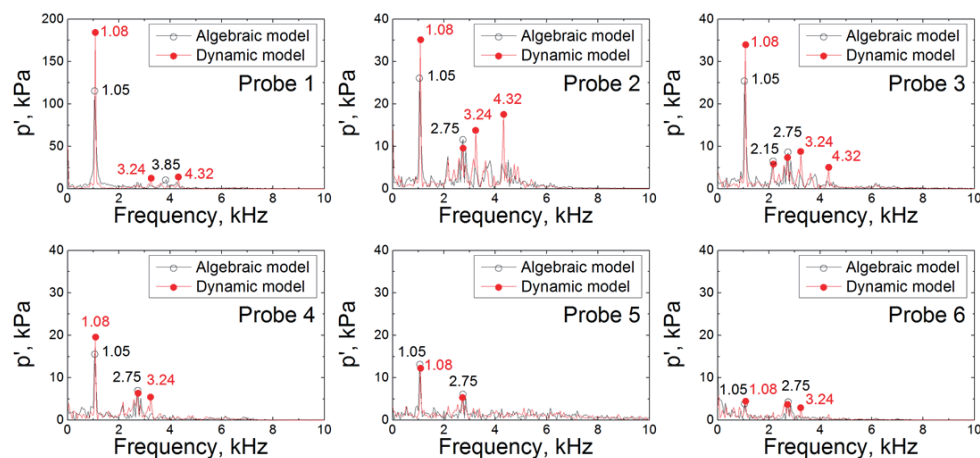 p', kPa
200
150
100
50
0
1.08
1.05
3.24
3.85
4.32
Algebraic model
Dynamic model
Probe 1
0 2 4 6 8 10
Frequency, kHz
p', kPa
40
30
20
10
0
1.08
1.05
2.75
3.24
4.32
Algebraic model
Dynamic model
Probe 2
0 2 4 6 8 10
Frequency, kHz
p', kPa
40
30
20
10
0
1.08
1.05
2.15
2.75
3.24
4.32
Algebraic model
Dynamic model
Probe 3
0 2 4 6 8 10
Frequency, kHz
p', kPa
40
30
20
10
0
1.08
1.05
2.75
3.24
Algebraic model
Dynamic model
Probe 4
0 2 4 6 8 10
Frequency, kHz
p', kPa
40
30
20
10
0
1.05
1.08
2.75
Algebraic model
Dynamic model
Probe 5
0 2 4 6 8 10
Frequency, kHz
p', kPa
40
30
20
10
0
1.05
1.08
2.75
3.24
Algebraic model
Dynamic model
Probe 6
0 2 4 6 8 10
Frequency, kHz